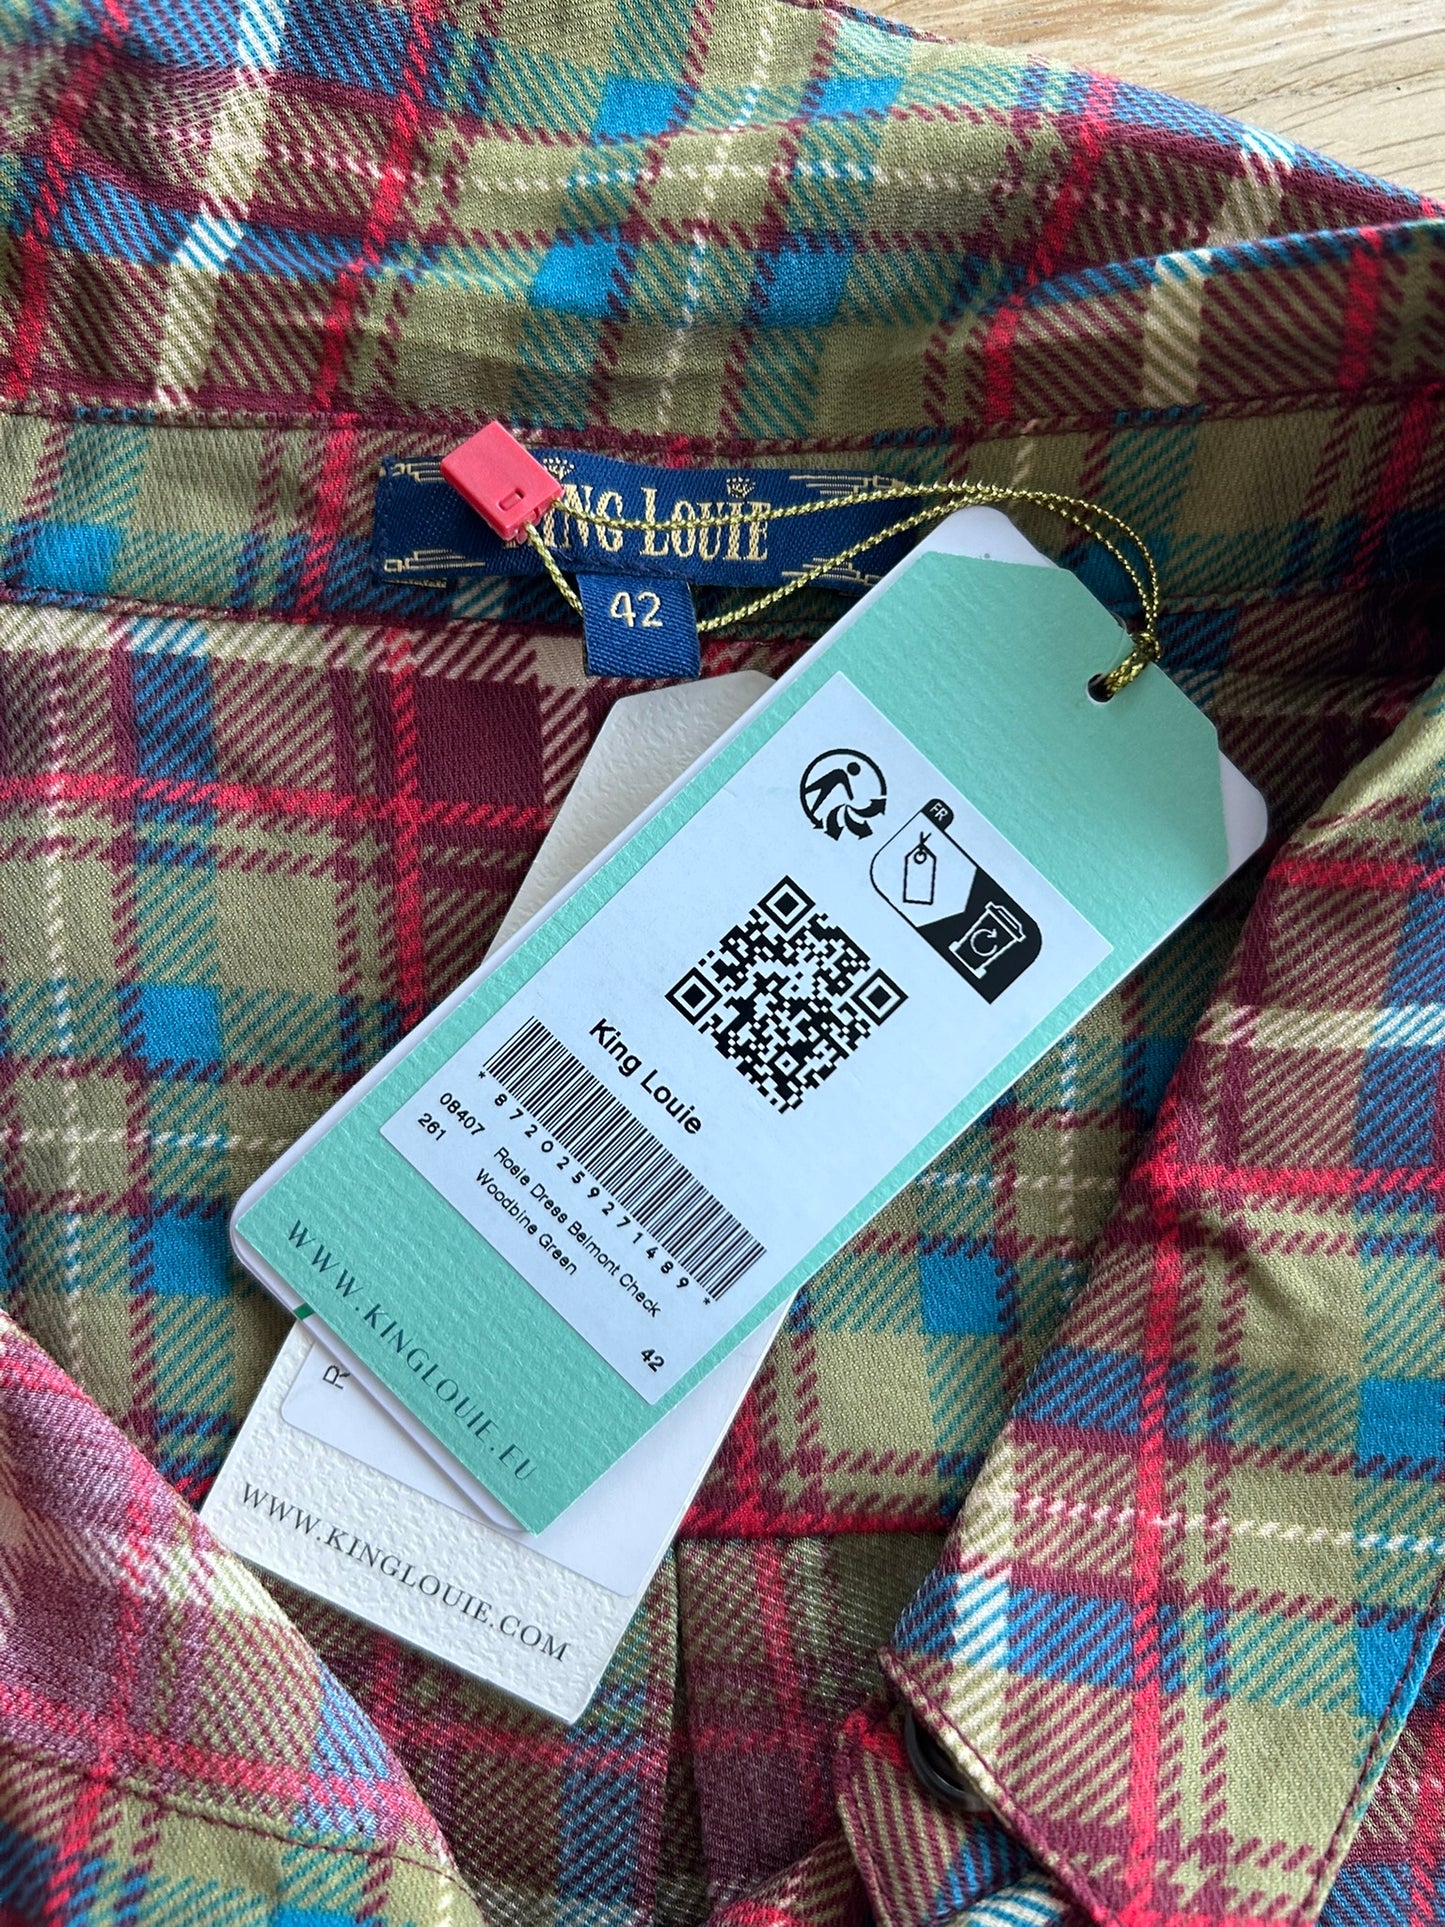 KING LOUIE
42
FR
King Louie
* 8 7 2 0 2 5 9 2 7 1 4 8 9 *
08407 Rosie Dress Belmont Check
261 Woodbine Green
42
WWW.KINGLOUIE.EU
R
WWW.KINGLOUIE.COM